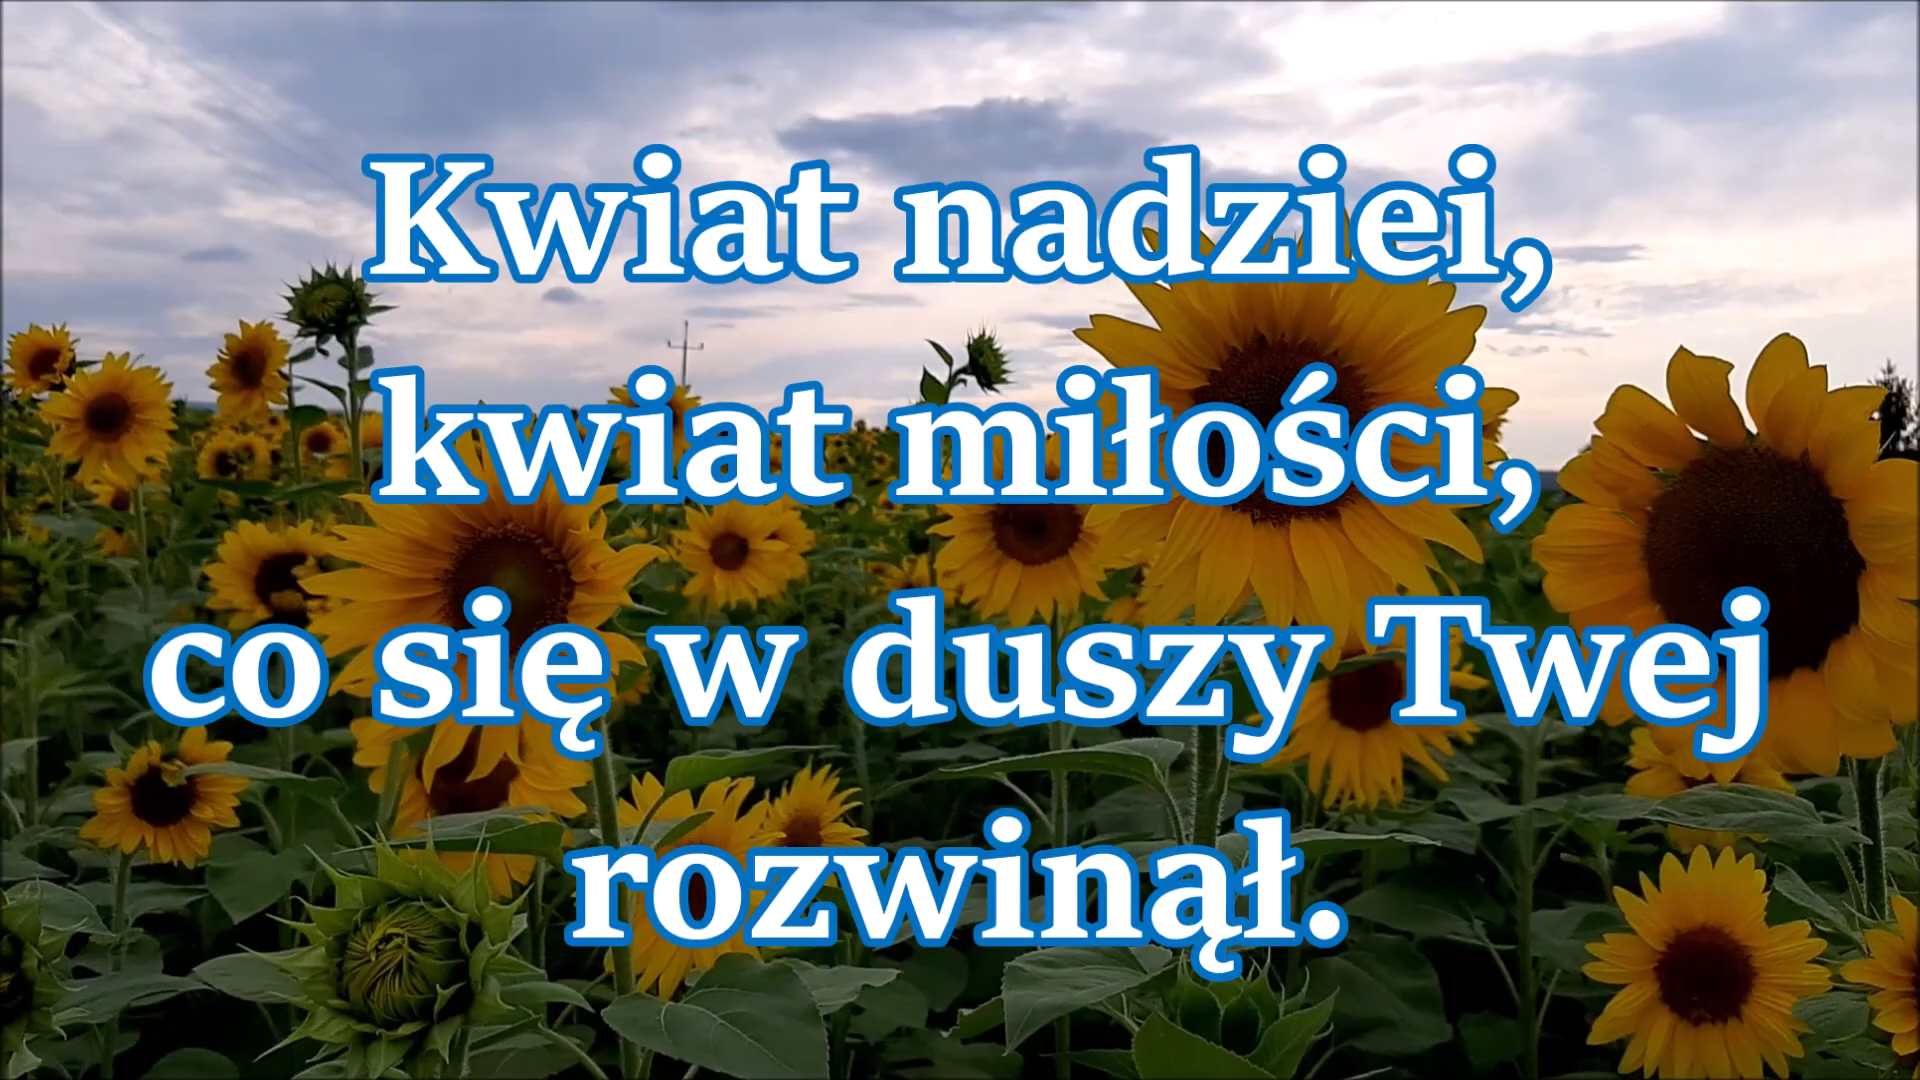 Kwiat nadziei,
kwiat miłości,
co się w duszy Twej
rozwinął.